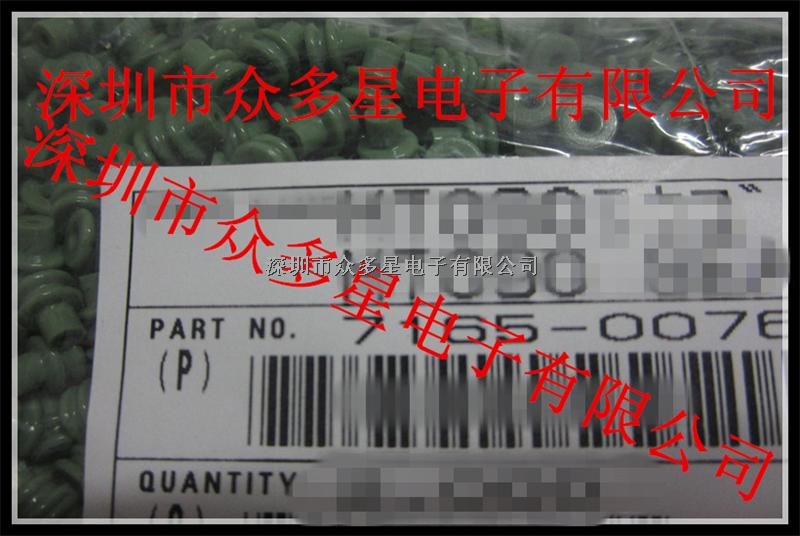 深圳市众多星电子有限公司
深圳市众多星电子有限公司
深圳市众多星电子有限公司
PART NO. 7165-0076
(P)
QUANTITY
(Q)